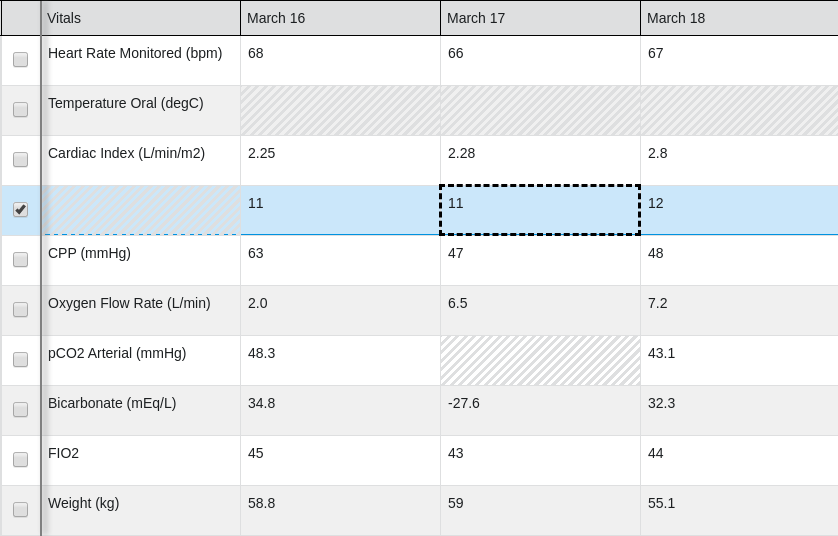 Vitals March 16 March 17 March 18
Heart Rate Monitored (bpm) 68 66 67
Temperature Oral (degC)
Cardiac Index (L/min/m2) 2.25 2.28 2.8
11 11 12
CPP (mmHg) 63 47 48
Oxygen Flow Rate (L/min) 2.0 6.5 7.2
pCO2 Arterial (mmHg) 48.3 43.1
Bicarbonate (mEq/L) 34.8 -27.6 32.3
FIO2 45 43 44
Weight (kg) 58.8 59 55.1